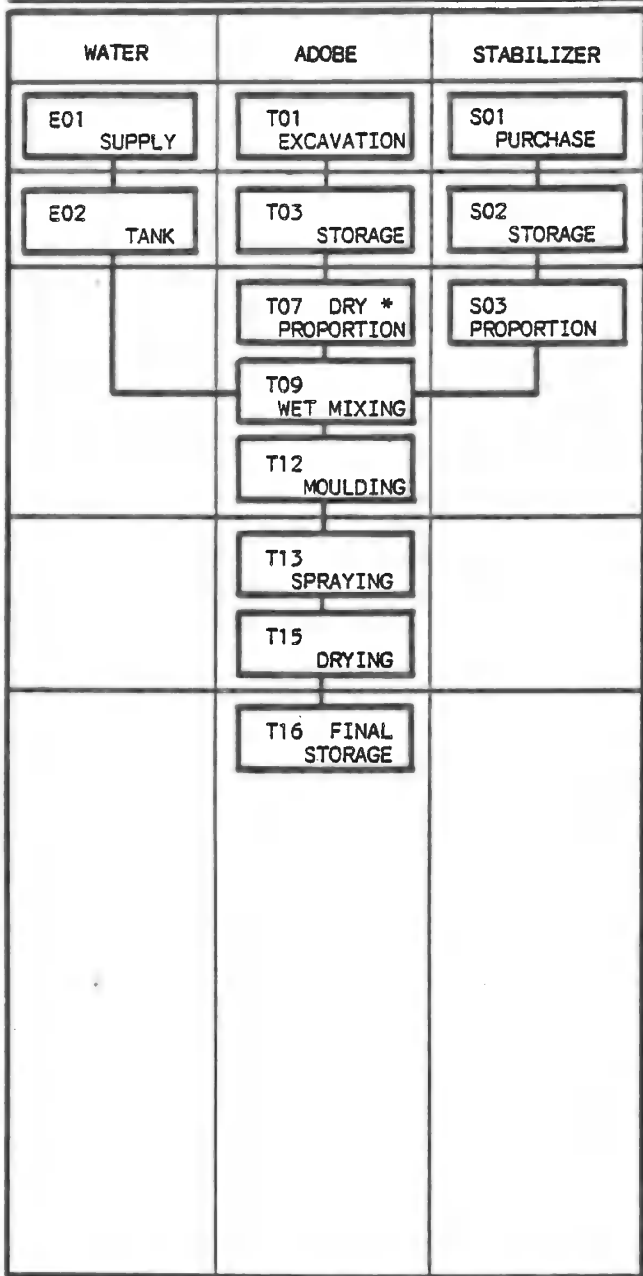 WATER
ADOBE
STABILIZER
E01
SUPPLY
T01
EXCAVATION
S01
PURCHASE
E02
TANK
T03
STORAGE
S02
STORAGE
T07 DRY *
PROPORTION
S03
PROPORTION
T09
WET MIXING
T12
MOULDING
T13
SPRAYING
T15
DRYING
T16 FINAL
STORAGE